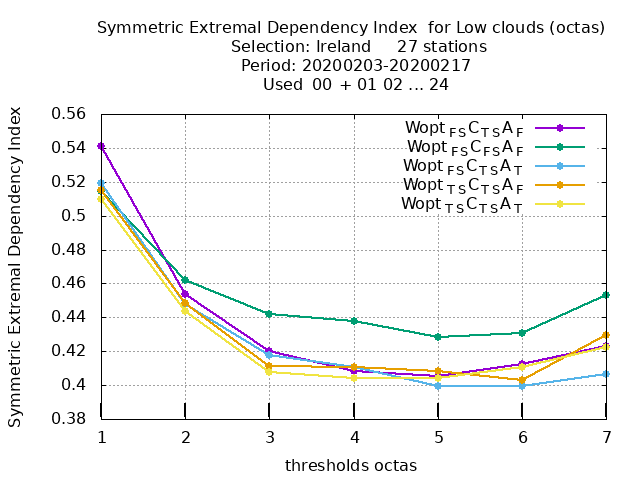 Symmetric Extremal Dependency Index for Low clouds (octas)
Selection: Ireland 27 stations
Period: 20200203-20200217
Used 00 + 01 02 ... 24
Symmetric Extremal Dependency Index
0.56
0.54
0.52
0.5
0.48
0.46
0.44
0.42
0.4
0.38
Wopt FS C TS A F
Wopt FS C FS A F
Wopt FS C TS A T
Wopt TS C TS A F
Wopt TS C TS A T
1 2 3 4 5 6 7
thresholds octas